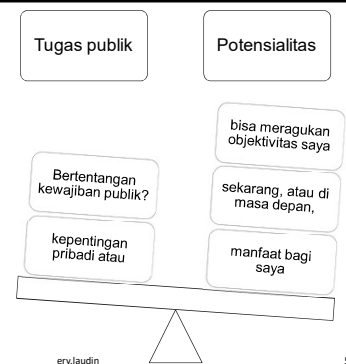 Tugas publik
Potensialitas
bisa meragukan
objektivitas saya
Bertentangan
kewajiban publik?
sekarang, atau di
masa depan,
kepentingan
pribadi atau
manfaat bagi
saya
ery.laudin